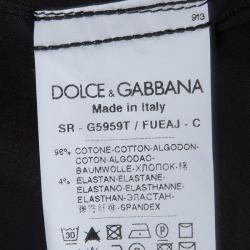 913
DOLCE & GABBANA
Made in Italy
SR - G5959T / FUEAJ - C
96% COTONE-COTTON-ALGODON-
COTON-ALGODAO-
BAUMWOLLE-ХЛОПОК-棉
4% ELASTAN-ELASTANE-
ELASTANO-ELASTHANNE-
ELASTHAN-ЭЛАСТАН-
-SPANDEX
30